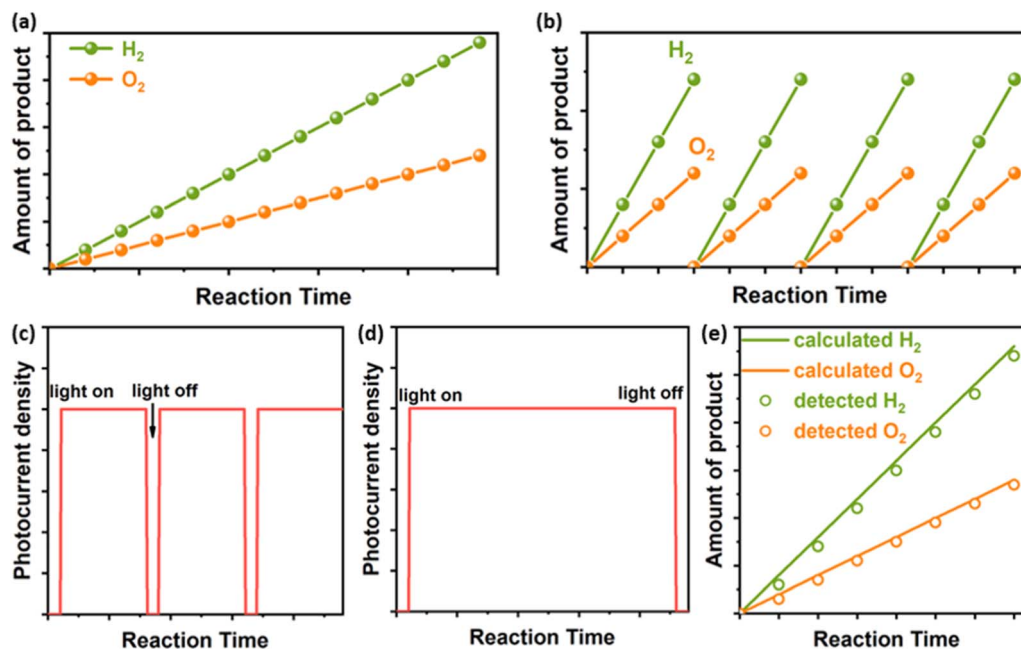 (a)
H₂
O₂
Amount of product
Reaction Time
(b)
H₂
O₂
Amount of product
Reaction Time
(c)
light on
light off
Photocurrent density
Reaction Time
(d)
light on
light off
Photocurrent density
Reaction Time
(e)
calculated H₂
calculated O₂
detected H₂
detected O₂
Amount of product
Reaction Time